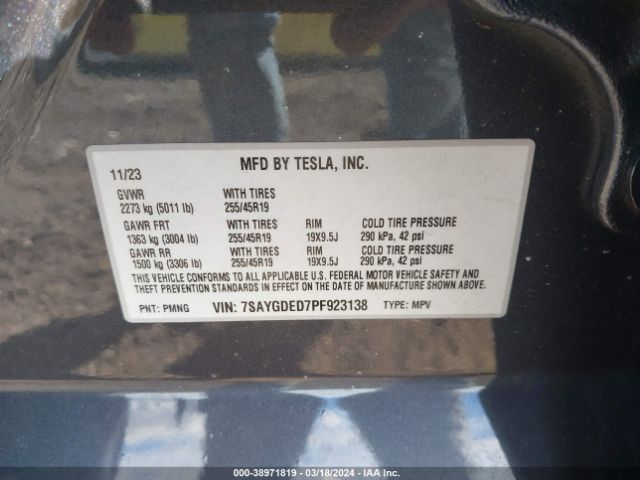 11/23 MFD BY TESLA, INC.
GVWR WITH TIRES
2273 kg (5011 lb) 255/45R19
GAWR FRT WITH TIRES RIM COLD TIRE PRESSURE
1363 kg (3004 lb) 255/45R19 19X9.5J 290 kPa, 42 psi
GAWR RR WITH TIRES RIM COLD TIRE PRESSURE
1500 kg (3306 lb) 255/45R19 19X9.5J 290 kPa, 42 psi
THIS VEHICLE CONFORMS TO ALL APPLICABLE U.S. FEDERAL MOTOR VEHICLE SAFETY AND
THEFT PREVENTION STANDARDS IN EFFECT ON THE DATE OF MANUFACTURE SHOWN ABOVE.
PNT: PMNG VIN: 7SAYGDED7PF923138 TYPE: MPV
000-38971819 - 03/18/2024 - IAA Inc.